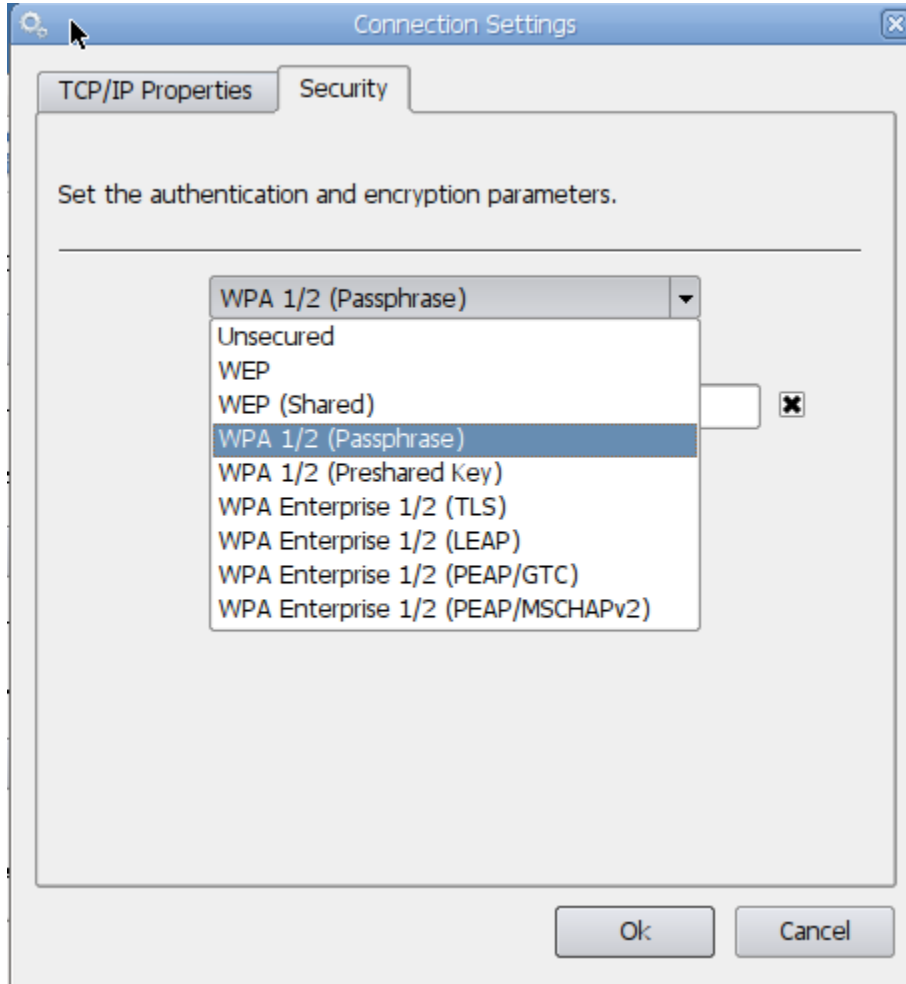 Connection Settings
TCP/IP Properties
Security
Set the authentication and encryption parameters.
WPA 1/2 (Passphrase)
Unsecured
WEP
WEP (Shared)
WPA 1/2 (Passphrase)
WPA 1/2 (Preshared Key)
WPA Enterprise 1/2 (TLS)
WPA Enterprise 1/2 (LEAP)
WPA Enterprise 1/2 (PEAP/GTC)
WPA Enterprise 1/2 (PEAP/MSCHAPv2)
Ok
Cancel